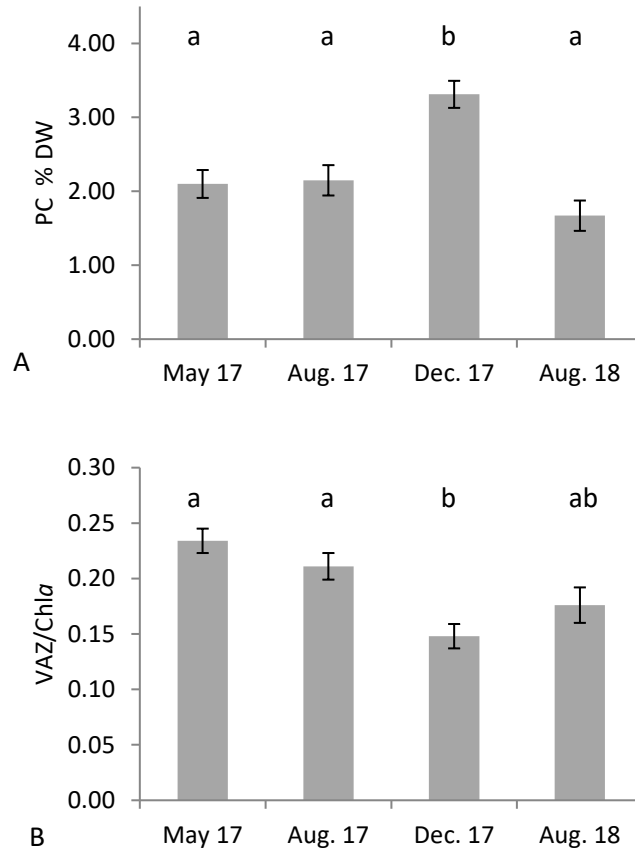 a a b a
4.00
3.00
2.00
1.00
0.00
PC % DW
A
May 17 Aug. 17 Dec. 17 Aug. 18
0.30
a a b ab
0.25
0.20
0.15
0.10
0.05
0.00
VAZ/Chla
B
May 17 Aug. 17 Dec. 17 Aug. 18